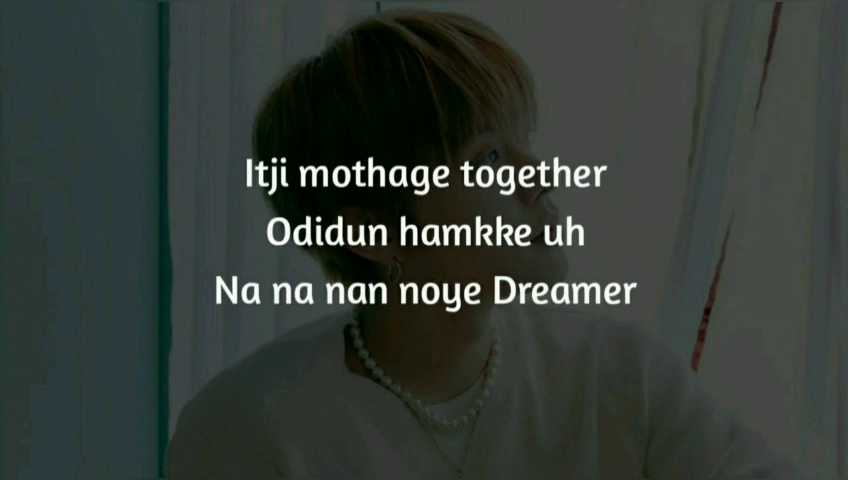 Itji mothage together
Odidun hamkke uh
Na na nan noye Dreamer